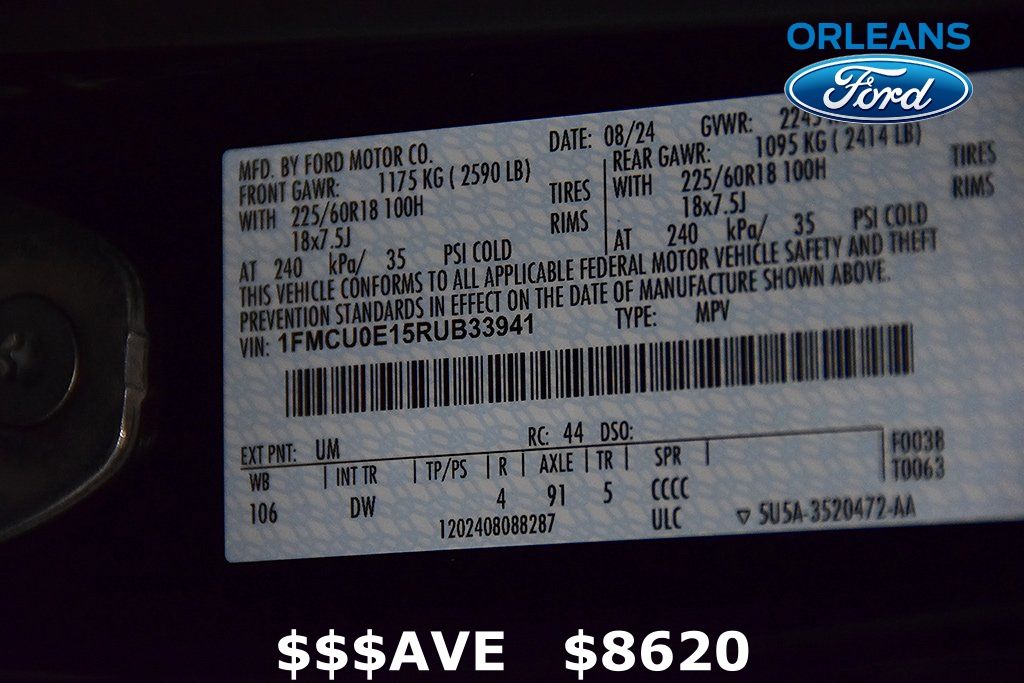 ORLEANS
Ford
MFD. BY FORD MOTOR CO. DATE: 08/24 GVWR:
FRONT GAWR: 1175 KG ( 2590 LB) REAR GAWR: 1095 KG ( 2414 LB)
WITH 225/60R18 100H TIRES WITH 225/60R18 100H TIRES
18x7.5J RIMS 18x7.5J RIMS
AT 240 kPa/ 35 PSI COLD AT 240 kPa/ 35 PSI COLD
THIS VEHICLE CONFORMS TO ALL APPLICABLE FEDERAL MOTOR VEHICLE SAFETY AND THEFT
PREVENTION STANDARDS IN EFFECT ON THE DATE OF MANUFACTURE SHOWN ABOVE.
VIN: 1FMCU0E15RUB33941 TYPE: MPV
EXT PNT: UM RC: 44 DSO:
WB INT TR TP/PS R AXLE TR SPR F0038
106 DW 4 91 5 CCCC T0063
1202408088287 ULC ▽ 5U5A-3520472-AA
$$$AVE $8620